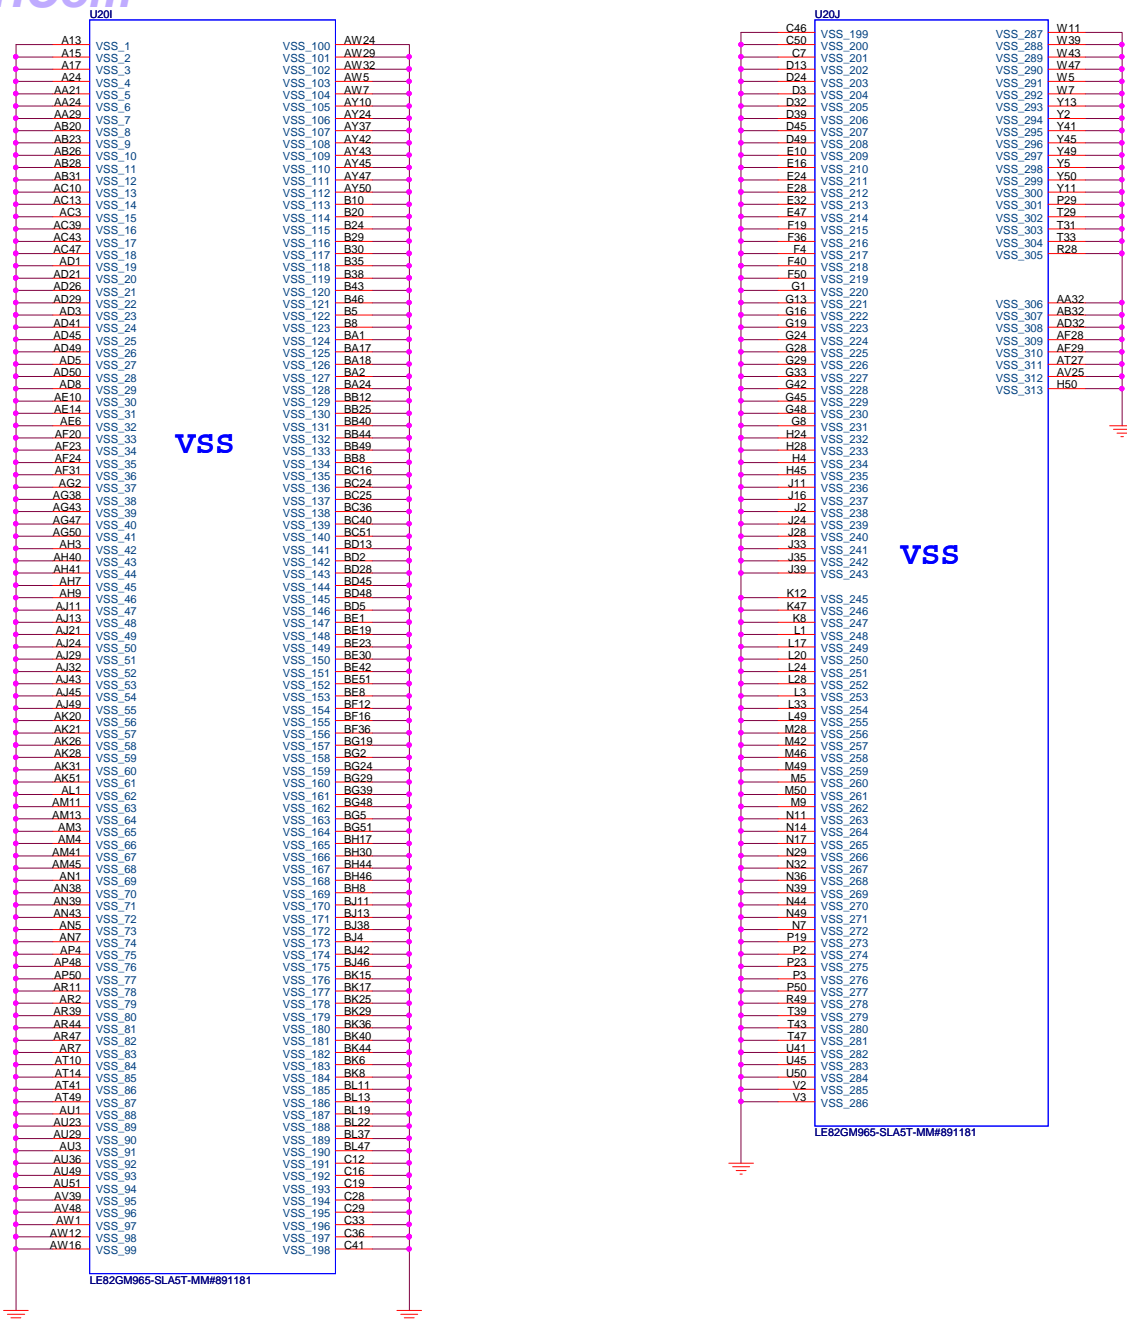 U20I
A13 VSS_1 VSS_100 AW24
A15 VSS_2 VSS_101 AW29
A17 VSS_3 VSS_102 AW32
A24 VSS_4 VSS_103 AW5
AA21 VSS_5 VSS_104 AW7
AA24 VSS_6 VSS_105 AY10
AA29 VSS_7 VSS_106 AY24
AB20 VSS_8 VSS_107 AY37
AB23 VSS_9 VSS_108 AY42
AB26 VSS_10 VSS_109 AY43
AB28 VSS_11 VSS_110 AY45
AB31 VSS_12 VSS_111 AY47
AC10 VSS_13 VSS_112 AY50
AC13 VSS_14 VSS_113 B10
AC3 VSS_15 VSS_114 B20
AC39 VSS_16 VSS_115 B24
AC43 VSS_17 VSS_116 B29
AC47 VSS_18 VSS_117 B30
AD1 VSS_19 VSS_118 B35
AD21 VSS_20 VSS_119 B38
AD26 VSS_21 VSS_120 B43
AD29 VSS_22 VSS_121 B46
AD3 VSS_23 VSS_122 B5
AD41 VSS_24 VSS_123 B8
AD45 VSS_25 VSS_124 BA1
AD49 VSS_26 VSS_125 BA17
AD5 VSS_27 VSS_126 BA18
AD50 VSS_28 VSS_127 BA2
AD8 VSS_29 VSS_128 BA24
AE10 VSS_30 VSS_129 BB12
AE14 VSS_31 VSS_130 BB25
AE6 VSS_32 VSS_131 BB40
AF20 VSS_33 VSS_132 BB44
AF23 VSS_34 VSS_133 BB49
AF24 VSS_35 VSS_134 BB8
AF31 VSS_36 VSS_135 BC16
AG2 VSS_37 VSS_136 BC24
AG38 VSS_38 VSS_137 BC25
AG43 VSS_39 VSS_138 BC36
AG47 VSS_40 VSS_139 BC40
AG50 VSS_41 VSS_140 BC51
AH3 VSS_42 VSS_141 BD13
AH40 VSS_43 VSS_142 BD2
AH41 VSS_44 VSS_143 BD28
AH7 VSS_45 VSS_144 BD45
AH9 VSS_46 VSS_145 BD48
AJ11 VSS_47 VSS_146 BD5
AJ13 VSS_48 VSS_147 BE1
AJ21 VSS_49 VSS_148 BE19
AJ24 VSS_50 VSS_149 BE23
AJ29 VSS_51 VSS_150 BE30
AJ32 VSS_52 VSS_151 BE42
AJ43 VSS_53 VSS_152 BE51
AJ45 VSS_54 VSS_153 BE8
AJ49 VSS_55 VSS_154 BF12
AK20 VSS_56 VSS_155 BF16
AK21 VSS_57 VSS_156 BF36
AK26 VSS_58 VSS_157 BG19
AK28 VSS_59 VSS_158 BG2
AK31 VSS_60 VSS_159 BG24
AK51 VSS_61 VSS_160 BG29
AL1 VSS_62 VSS_161 BG39
AM11 VSS_63 VSS_162 BG48
AM13 VSS_64 VSS_163 BG5
AM3 VSS_65 VSS_164 BG51
AM4 VSS_66 VSS_165 BH17
AM41 VSS_67 VSS_166 BH30
AM45 VSS_68 VSS_167 BH44
AN1 VSS_69 VSS_168 BH46
AN38 VSS_70 VSS_169 BH8
AN39 VSS_71 VSS_170 BJ11
AN43 VSS_72 VSS_171 BJ13
AN5 VSS_73 VSS_172 BJ38
AN7 VSS_74 VSS_173 BJ4
AP4 VSS_75 VSS_174 BJ42
AP48 VSS_76 VSS_175 BJ46
AP50 VSS_77 VSS_176 BK15
AR11 VSS_78 VSS_177 BK17
AR2 VSS_79 VSS_178 BK25
AR39 VSS_80 VSS_179 BK29
AR44 VSS_81 VSS_180 BK36
AR47 VSS_82 VSS_181 BK40
AR7 VSS_83 VSS_182 BK44
AT10 VSS_84 VSS_183 BK6
AT14 VSS_85 VSS_184 BK8
AT41 VSS_86 VSS_185 BL11
AT49 VSS_87 VSS_186 BL13
AU1 VSS_88 VSS_187 BL19
AU23 VSS_89 VSS_188 BL22
AU29 VSS_90 VSS_189 BL37
AU3 VSS_91 VSS_190 BL47
AU36 VSS_92 VSS_191 C12
AU49 VSS_93 VSS_192 C16
AU51 VSS_94 VSS_193 C19
AV39 VSS_95 VSS_194 C28
AV48 VSS_96 VSS_195 C29
AW1 VSS_97 VSS_196 C33
AW12 VSS_98 VSS_197 C36
AW16 VSS_99 VSS_198 C41
VSS
LE82GM965-SLA5T-MM#891181
U20J
C46 VSS_199 VSS_287 W11
C50 VSS_200 VSS_288 W39
C7 VSS_201 VSS_289 W43
D13 VSS_202 VSS_290 W47
D24 VSS_203 VSS_291 W5
D3 VSS_204 VSS_292 W7
D32 VSS_205 VSS_293 Y13
D39 VSS_206 VSS_294 Y2
D45 VSS_207 VSS_295 Y41
D49 VSS_208 VSS_296 Y45
E10 VSS_209 VSS_297 Y49
E16 VSS_210 VSS_298 Y5
E24 VSS_211 VSS_299 Y50
E28 VSS_212 VSS_300 Y11
E32 VSS_213 VSS_301 P29
E47 VSS_214 VSS_302 T29
F19 VSS_215 VSS_303 T31
F36 VSS_216 VSS_304 T33
F4 VSS_217 VSS_305 R28
F40 VSS_218
F50 VSS_219
G1 VSS_220
G13 VSS_221 VSS_306 AA32
G16 VSS_222 VSS_307 AB32
G19 VSS_223 VSS_308 AD32
G24 VSS_224 VSS_309 AF28
G28 VSS_225 VSS_310 AF29
G29 VSS_226 VSS_311 AT27
G33 VSS_227 VSS_312 AV25
G42 VSS_228 VSS_313 H50
G45 VSS_229
G48 VSS_230
G8 VSS_231
H24 VSS_232
H28 VSS_233
H4 VSS_234
H45 VSS_235
J11 VSS_236
J16 VSS_237
J2 VSS_238
J24 VSS_239
J28 VSS_240
J33 VSS_241
J35 VSS_242
J39 VSS_243
VSS
K12 VSS_245
K47 VSS_246
K8 VSS_247
L1 VSS_248
L17 VSS_249
L20 VSS_250
L24 VSS_251
L28 VSS_252
L3 VSS_253
L33 VSS_254
L49 VSS_255
M28 VSS_256
M42 VSS_257
M46 VSS_258
M49 VSS_259
M5 VSS_260
M50 VSS_261
M9 VSS_262
N11 VSS_263
N14 VSS_264
N17 VSS_265
N29 VSS_266
N32 VSS_267
N36 VSS_268
N39 VSS_269
N44 VSS_270
N49 VSS_271
N7 VSS_272
P19 VSS_273
P2 VSS_274
P23 VSS_275
P3 VSS_276
P50 VSS_277
R49 VSS_278
T39 VSS_279
T43 VSS_280
T47 VSS_281
U41 VSS_282
U45 VSS_283
U50 VSS_284
V2 VSS_285
V3 VSS_286
LE82GM965-SLA5T-MM#891181